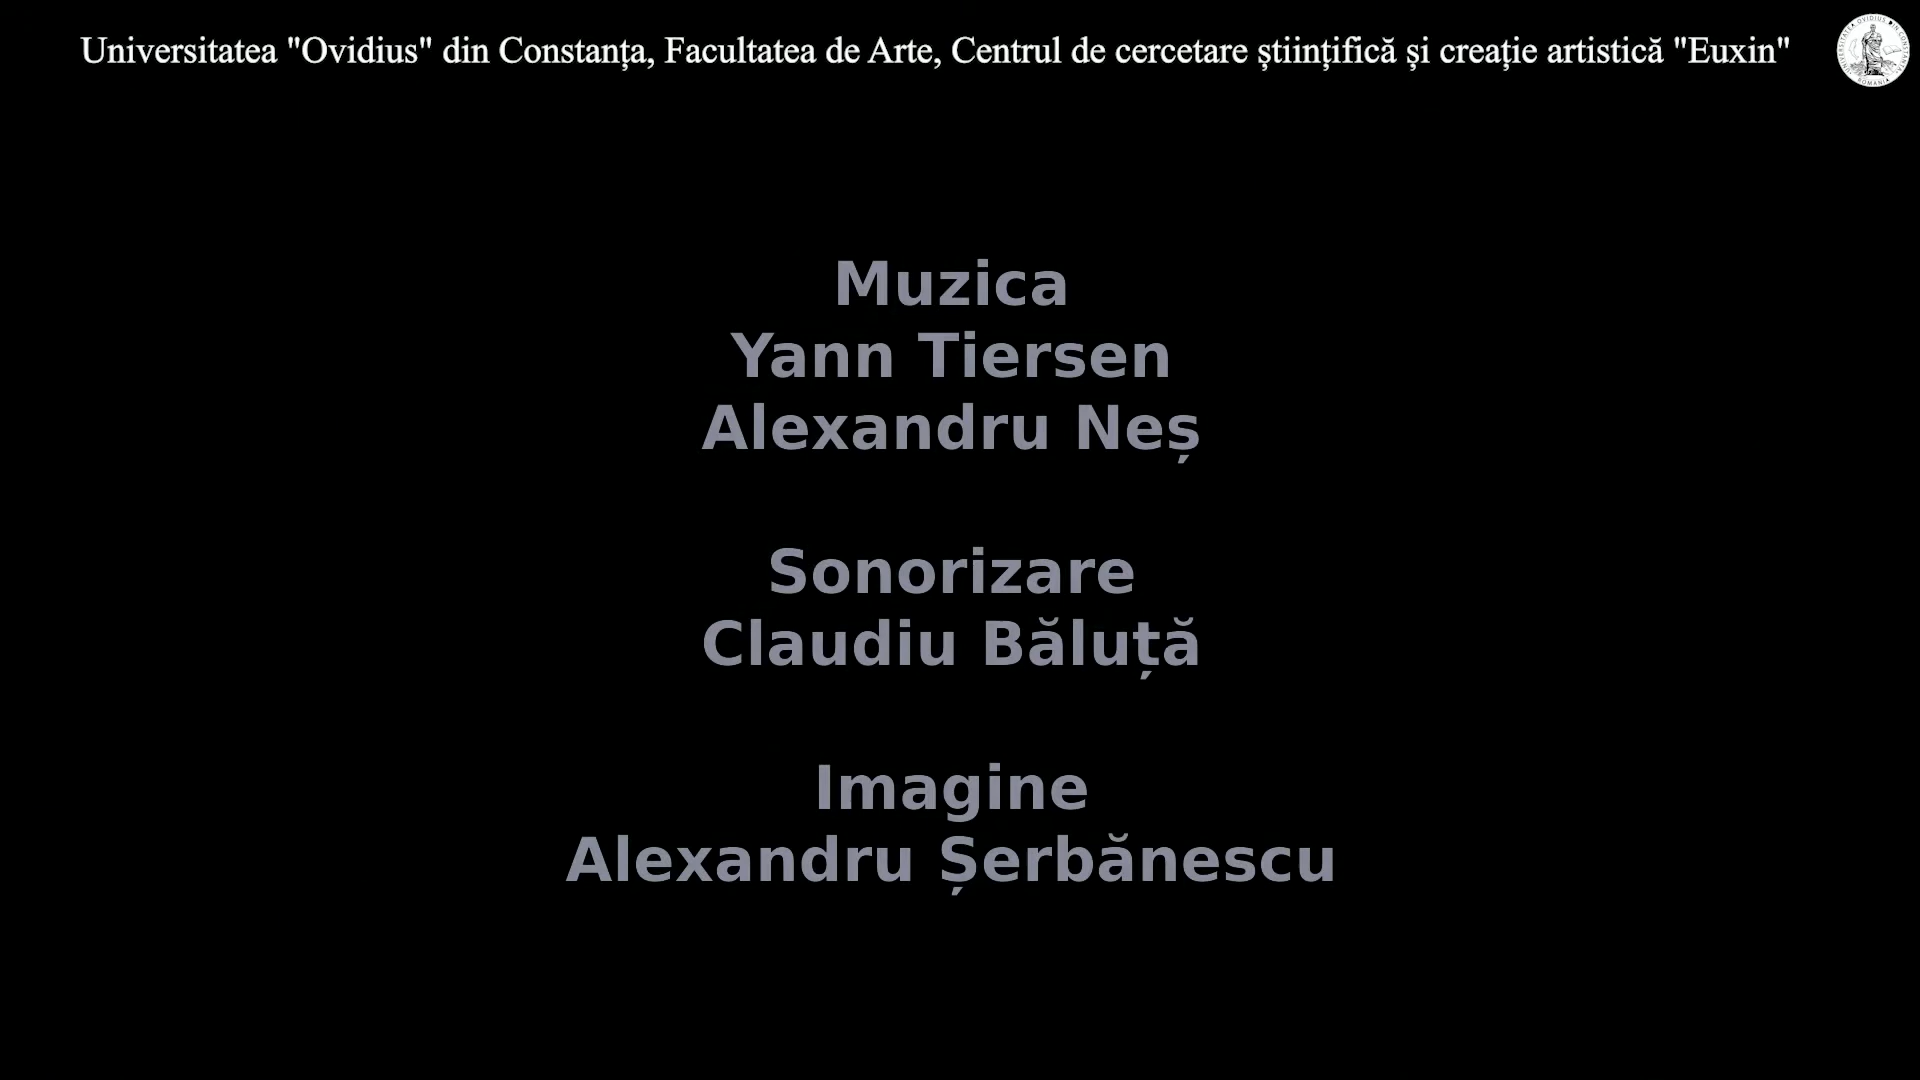 Universitatea "Ovidius" din Constanța, Facultatea de Arte, Centrul de cercetare științifică și creație artistică "Euxin"
Muzica
Yann Tiersen
Alexandru Neș
Sonorizare
Claudiu Băluță
Imagine
Alexandru Șerbănescu